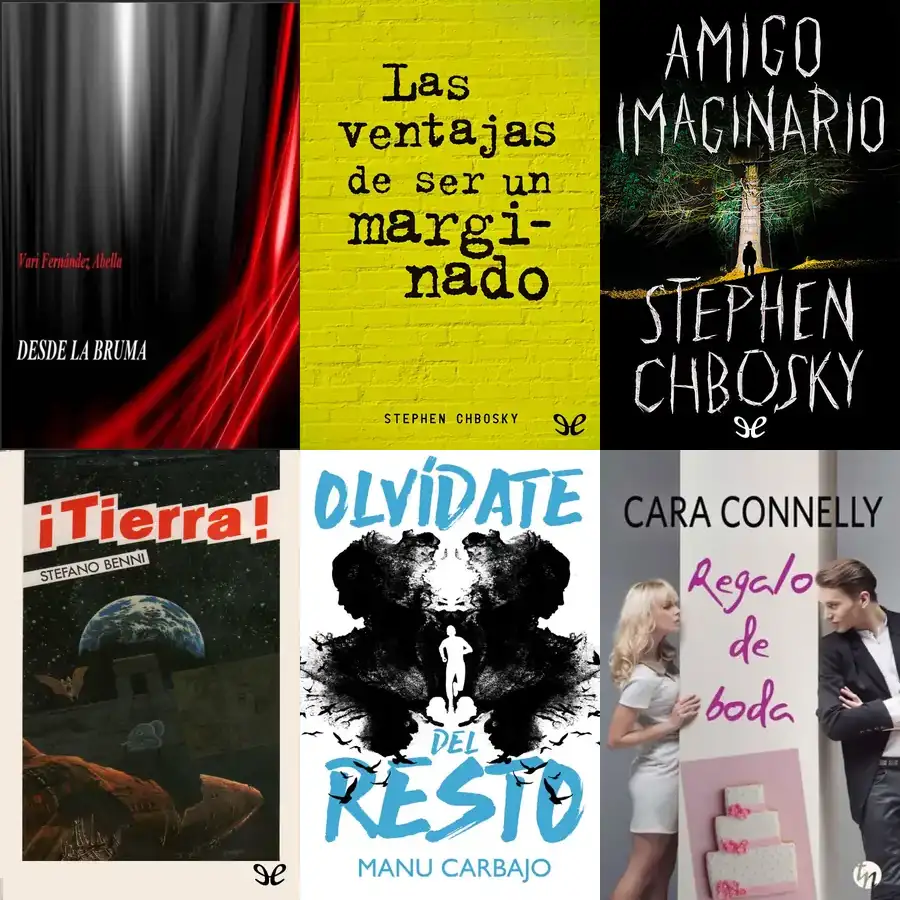 Vari Fernández Abella
DESDE LA BRUMA
Las
ventajas
de ser un
margi-
nado
STEPHEN CHBOSKY
AMIGO
IMAGINARIO
STEPHEN
CHBOSKY
¡Tierra!
STEFANO BENNI
OLVÍDATE
DEL
RESTO
MANU CARBAJO
CARA CONNELLY
Regalo
de
boda
tn